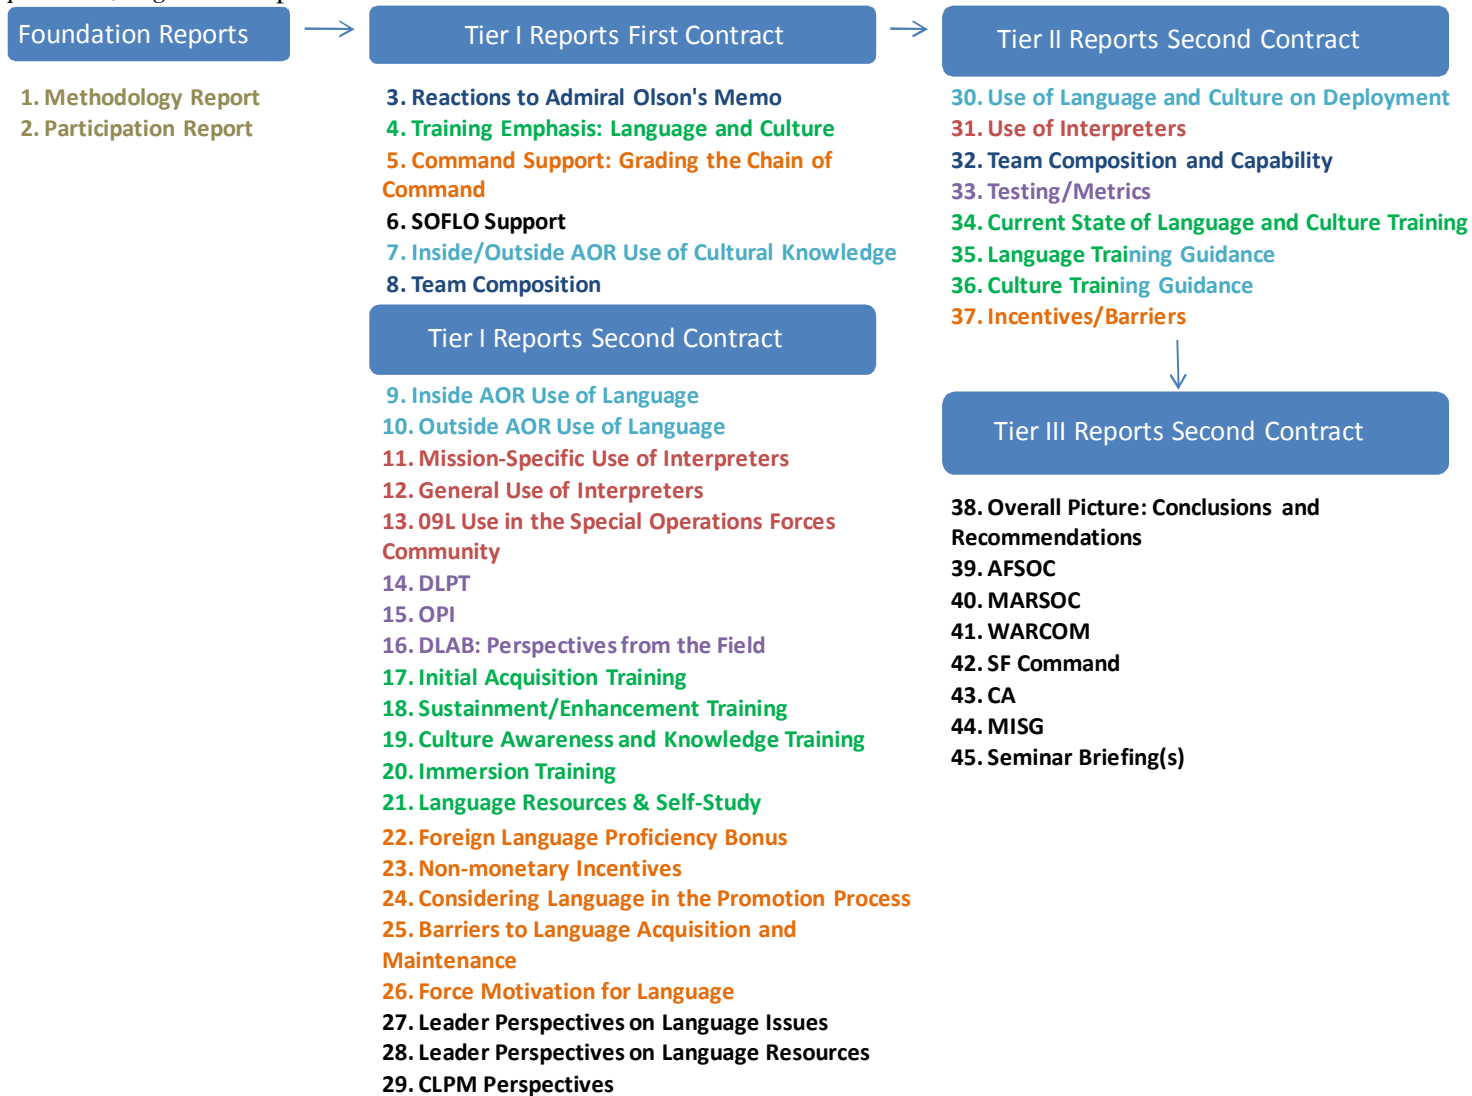 Foundation Reports
1. Methodology Report
2. Participation Report
Tier I Reports First Contract
3. Reactions to Admiral Olson's Memo
4. Training Emphasis: Language and Culture
5. Command Support: Grading the Chain of
Command
6. SOFLO Support
7. Inside/Outside AOR Use of Cultural Knowledge
8. Team Composition
Tier I Reports Second Contract
9. Inside AOR Use of Language
10. Outside AOR Use of Language
11. Mission-Specific Use of Interpreters
12. General Use of Interpreters
13. 09L Use in the Special Operations Forces
Community
14. DLPT
15. OPI
16. DLAB: Perspectives from the Field
17. Initial Acquisition Training
18. Sustainment/Enhancement Training
19. Culture Awareness and Knowledge Training
20. Immersion Training
21. Language Resources & Self-Study
22. Foreign Language Proficiency Bonus
23. Non-monetary Incentives
24. Considering Language in the Promotion Process
25. Barriers to Language Acquisition and
Maintenance
26. Force Motivation for Language
27. Leader Perspectives on Language Issues
28. Leader Perspectives on Language Resources
29. CLPM Perspectives
Tier II Reports Second Contract
30. Use of Language and Culture on Deployment
31. Use of Interpreters
32. Team Composition and Capability
33. Testing/Metrics
34. Current State of Language and Culture Training
35. Language Training Guidance
36. Culture Training Guidance
37. Incentives/Barriers
Tier III Reports Second Contract
38. Overall Picture: Conclusions and
Recommendations
39. AFSOC
40. MARSOC
41. WARCOM
42. SF Command
43. CA
44. MISG
45. Seminar Briefing(s)